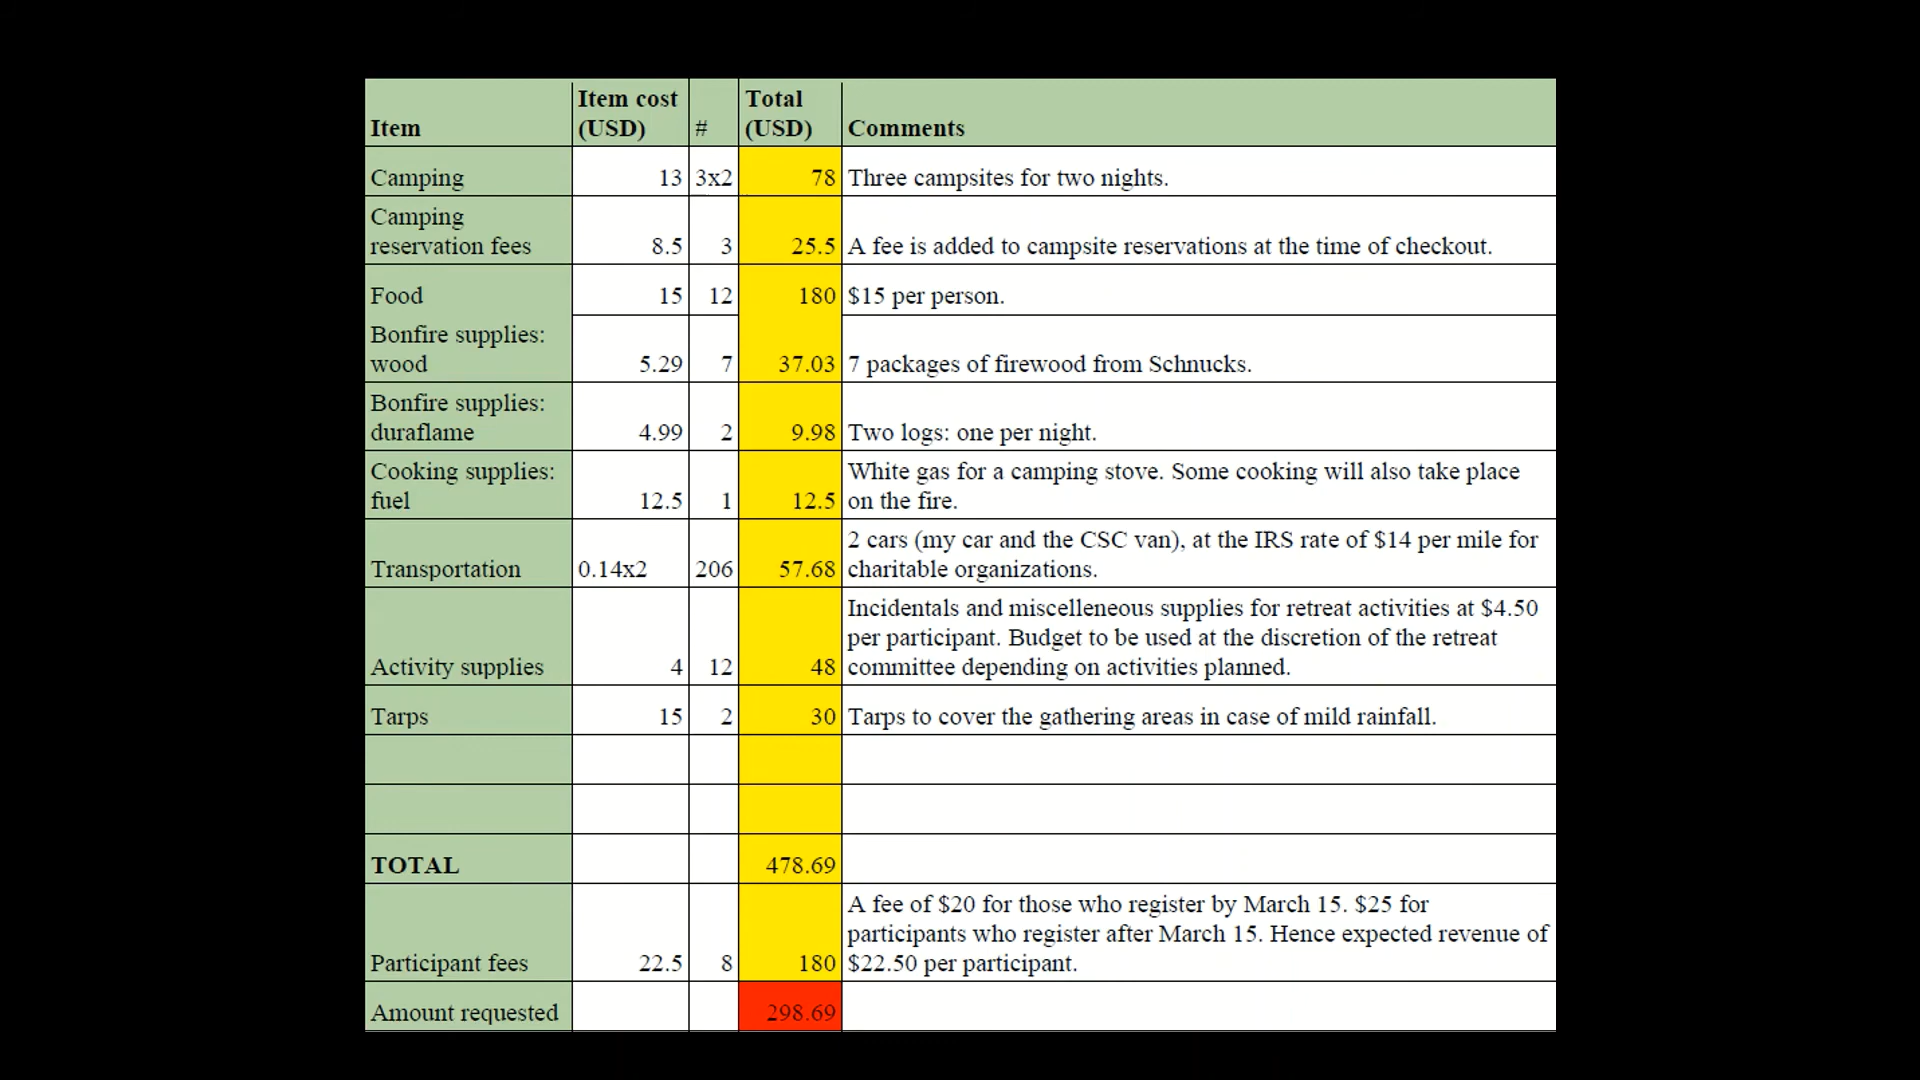 Item Item cost (USD) # Total (USD) Comments
Camping 13 3x2 78 Three campsites for two nights.
Camping
reservation fees 8.5 3 25.5 A fee is added to campsite reservations at the time of checkout.
Food 15 12 180 $15 per person.
Bonfire supplies:
wood 5.29 7 37.03 7 packages of firewood from Schnucks.
Bonfire supplies:
duraflame 4.99 2 9.98 Two logs: one per night.
Cooking supplies:
fuel 12.5 1 12.5 White gas for a camping stove. Some cooking will also take place
on the fire.
Transportation 0.14x2 206 57.68 2 cars (my car and the CSC van), at the IRS rate of $14 per mile for
charitable organizations.
Activity supplies 4 12 48 Incidentals and miscelleneous supplies for retreat activities at $4.50
per participant. Budget to be used at the discretion of the retreat
committee depending on activities planned.
Tarps 15 2 30 Tarps to cover the gathering areas in case of mild rainfall.
TOTAL 478.69
Participant fees 22.5 8 180 A fee of $20 for those who register by March 15. $25 for
participants who register after March 15. Hence expected revenue of
$22.50 per participant.
Amount requested 298.69